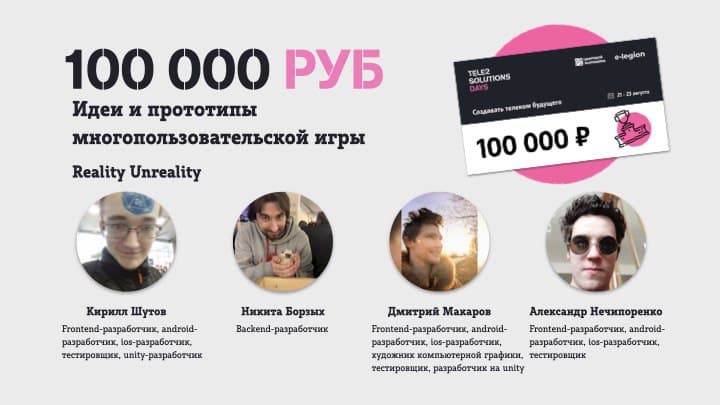 100 000 РУБ
Идеи и прототипы
многопользовательской игры
Reality Unreality
TELE2
SOLUTIONS
DAYS
e-legion
21 - 23 августа
Создавать телеком будущего
100 000 ₽
Кирилл Шутов
Frontend-разработчик, android-
разработчик, ios-разработчик,
тестировщик, unity-разработчик
Никита Борзых
Backend-разработчик
Дмитрий Макаров
Frontend-разработчик, android-
разработчик, ios-разработчик,
художник компьютерной графики,
тестировщик, разработчик на unity
Александр Нечипоренко
Frontend-разработчик, android-
разработчик, ios-разработчик,
тестировщик